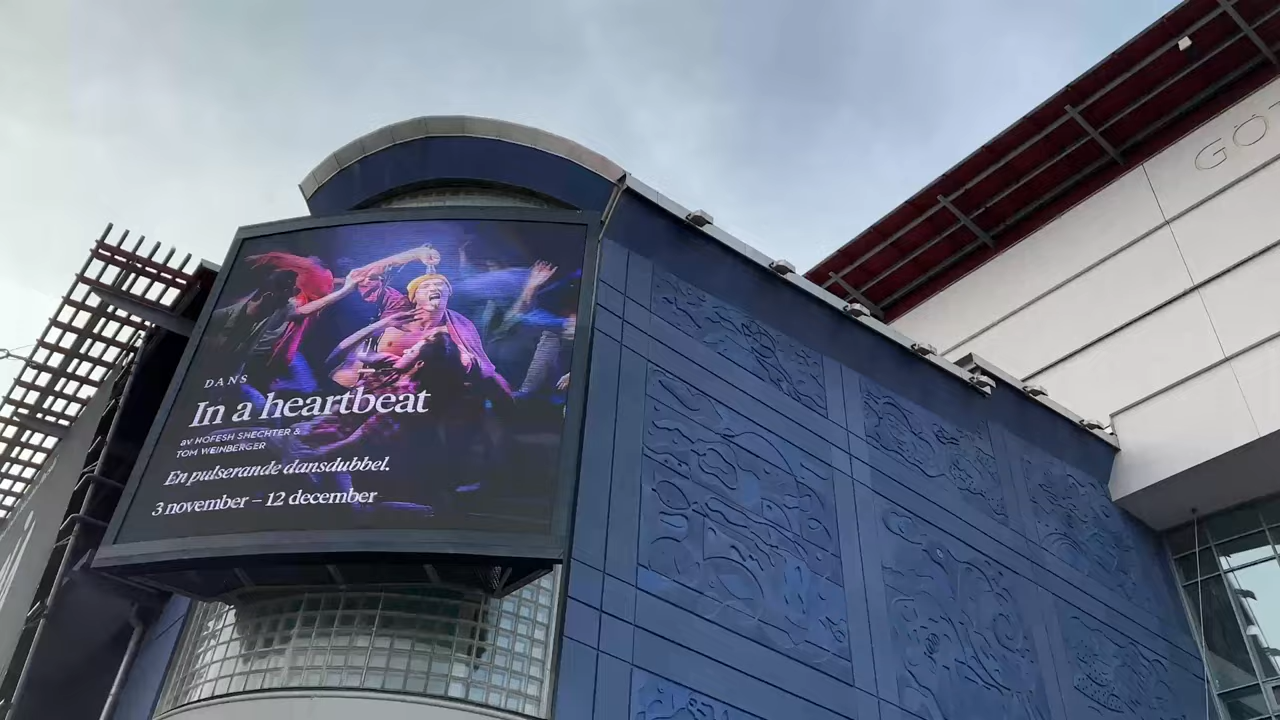 DANS
In a heartbeat
AV HOFESH SHECHTER &
TOM WEINBERGER
En pulserande dansdubbel.
3 november – 12 december